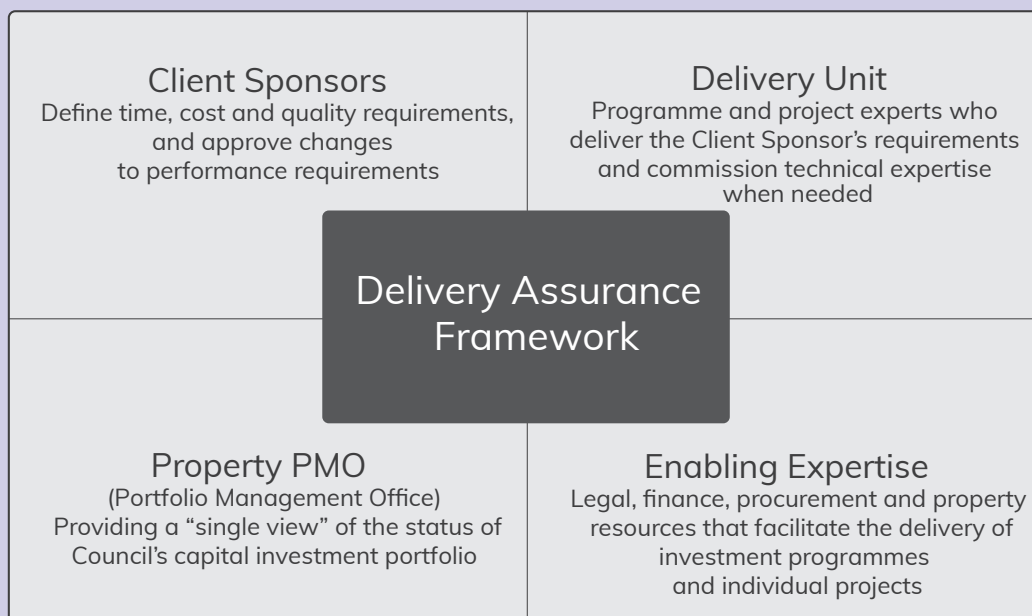 Client Sponsors
Define time, cost and quality requirements,
and approve changes
to performance requirements
Delivery Unit
Programme and project experts who
deliver the Client Sponsor’s requirements
and commission technical expertise
when needed
Delivery Assurance
Framework
Property PMO
(Portfolio Management Office)
Providing a “single view” of the status of
Council’s capital investment portfolio
Enabling Expertise
Legal, finance, procurement and property
resources that facilitate the delivery of
investment programmes
and individual projects